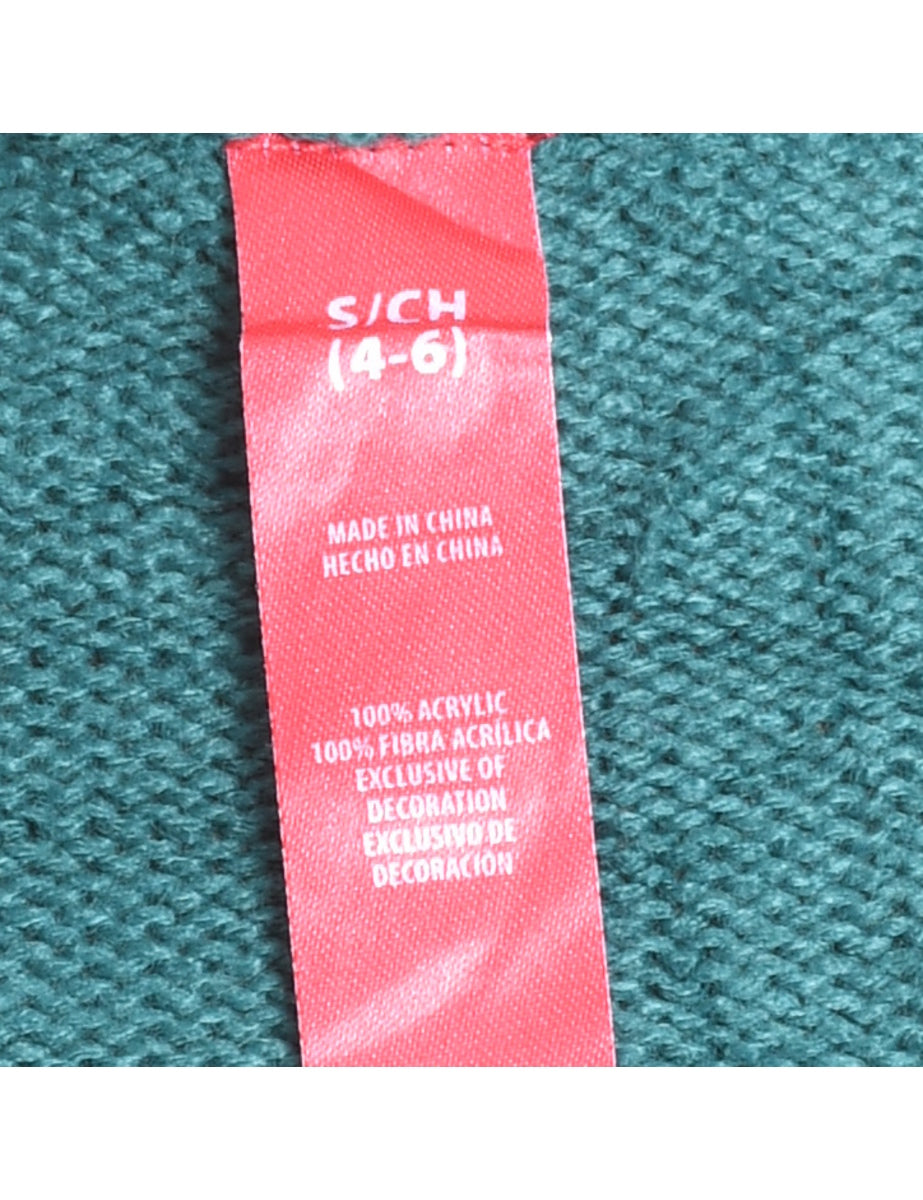 S/CH
(4-6)
MADE IN CHINA
HECHO EN CHINA
100% ACRYLIC
100% FIBRA ACRÍLICA
EXCLUSIVE OF
DECORATION
EXCLUSIVO DE
DECORACIÓN